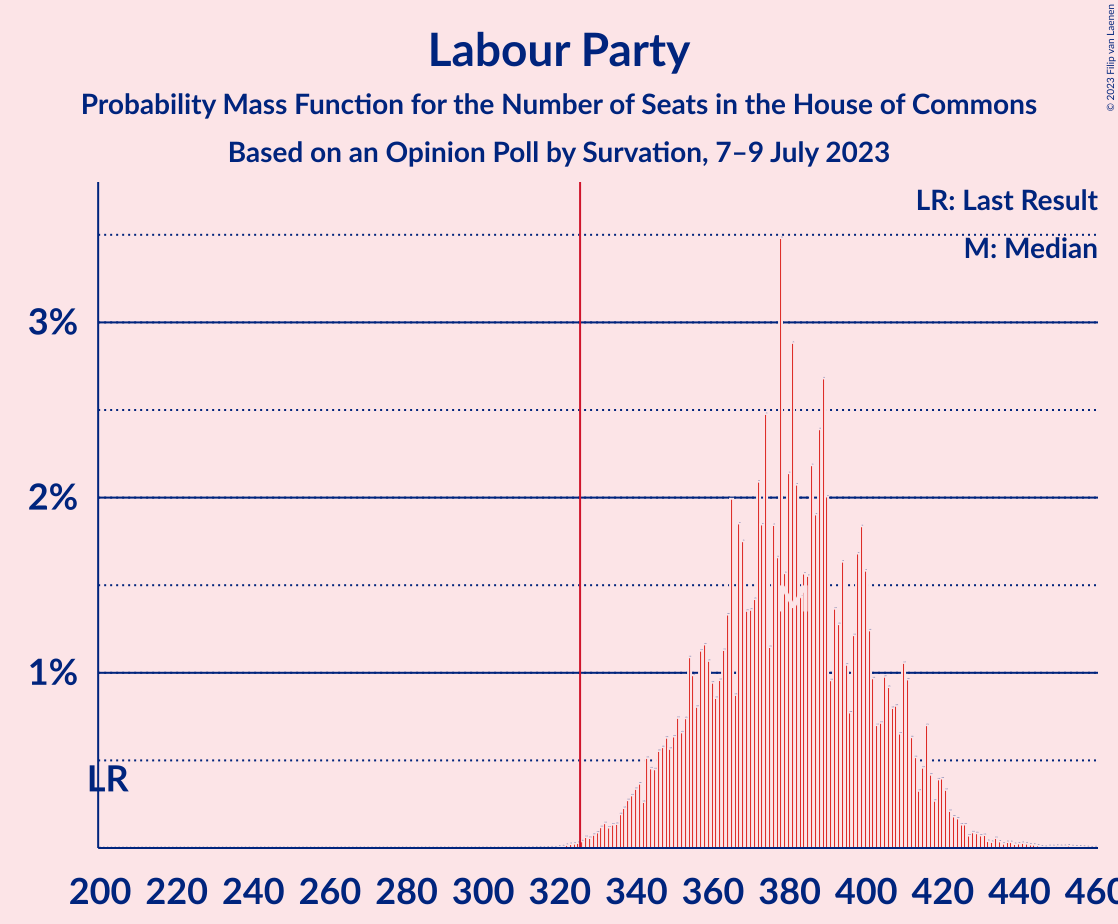 Labour Party
Probability Mass Function for the Number of Seats in the House of Commons
Based on an Opinion Poll by Survation, 7–9 July 2023
© 2023 Filip van Laenen
LR: Last Result
M: Median
3%
2%
1%
LR
200 220 240 260 280 300 320 340 360 380 400 420 440 460